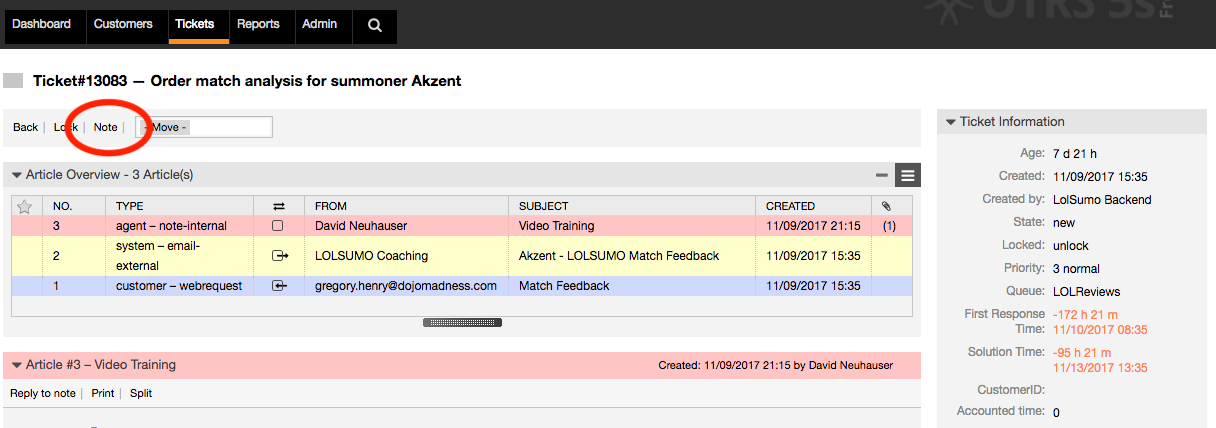 Dashboard Customers Tickets Reports Admin
OTRS 5s
Ticket#13083 — Order match analysis for summoner Akzent
Back | Lock | Note | - Move -
Article Overview - 3 Article(s)
NO. TYPE FROM SUBJECT CREATED
3 agent – note-internal David Neuhauser Video Training 11/09/2017 21:15 (1)
2 system – email-external LOLSUMO Coaching Akzent - LOLSUMO Match Feedback 11/09/2017 15:35
1 customer – webrequest gregory.henry@dojomadness.com Match Feedback 11/09/2017 15:35
Article #3 – Video Training Created: 11/09/2017 21:15 by David Neuhauser
Reply to note | Print | Split
Ticket Information
Age: 7 d 21 h
Created: 11/09/2017 15:35
Created by: LolSumo Backend
State: new
Locked: unlock
Priority: 3 normal
Queue: LOLReviews
First Response Time: -172 h 21 m
11/10/2017 08:35
Solution Time: -95 h 21 m
11/13/2017 13:35
CustomerID:
Accounted time: 0